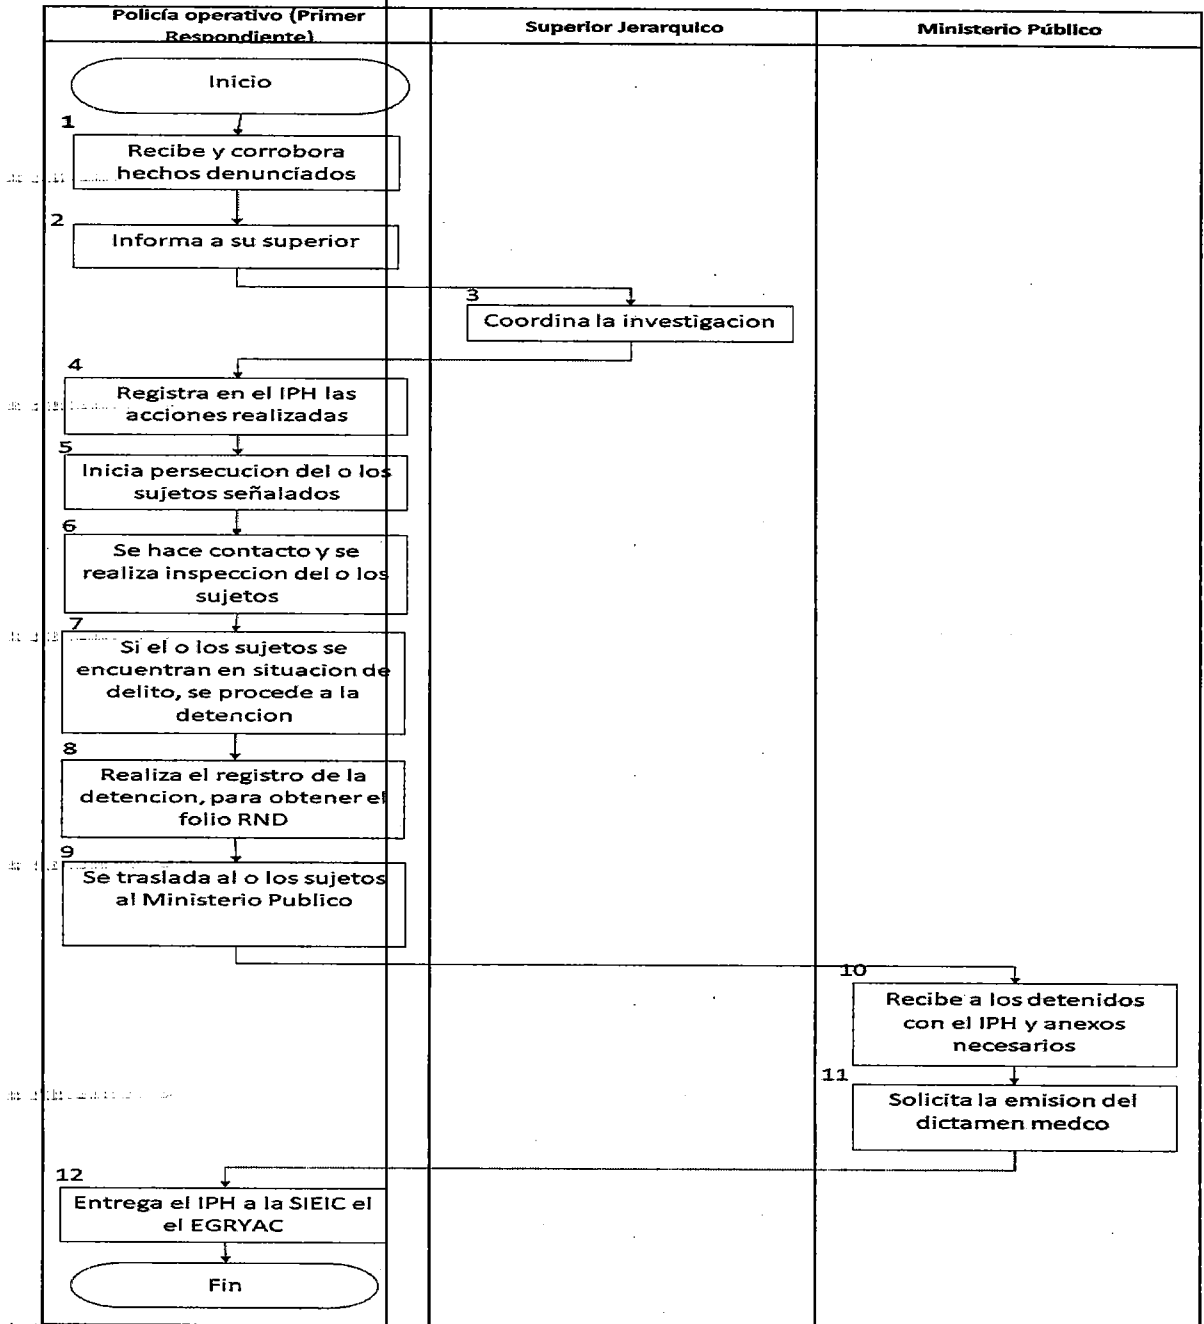 Policía operativo (Primer
Respondiente)
Superior Jerarquico
Ministerio Público
Inicio
1
Recibe y corrobora
hechos denunciados
2
Informa a su superior
3
Coordina la investigacion
4
Registra en el IPH las
acciones realizadas
5
Inicia persecucion del o los
sujetos señalados
6
Se hace contacto y se
realiza inspeccion del o los
sujetos
7
Si el o los sujetos se
encuentran en situacion de
delito, se procede a la
detencion
8
Realiza el registro de la
detencion, para obtener el
folio RND
9
Se traslada al o los sujetos
al Ministerio Publico
10
Recibe a los detenidos
con el IPH y anexos
necesarios
11
Solicita la emision del
dictamen medco
12
Entrega el IPH a la SIEIC el
el EGRYAC
Fin